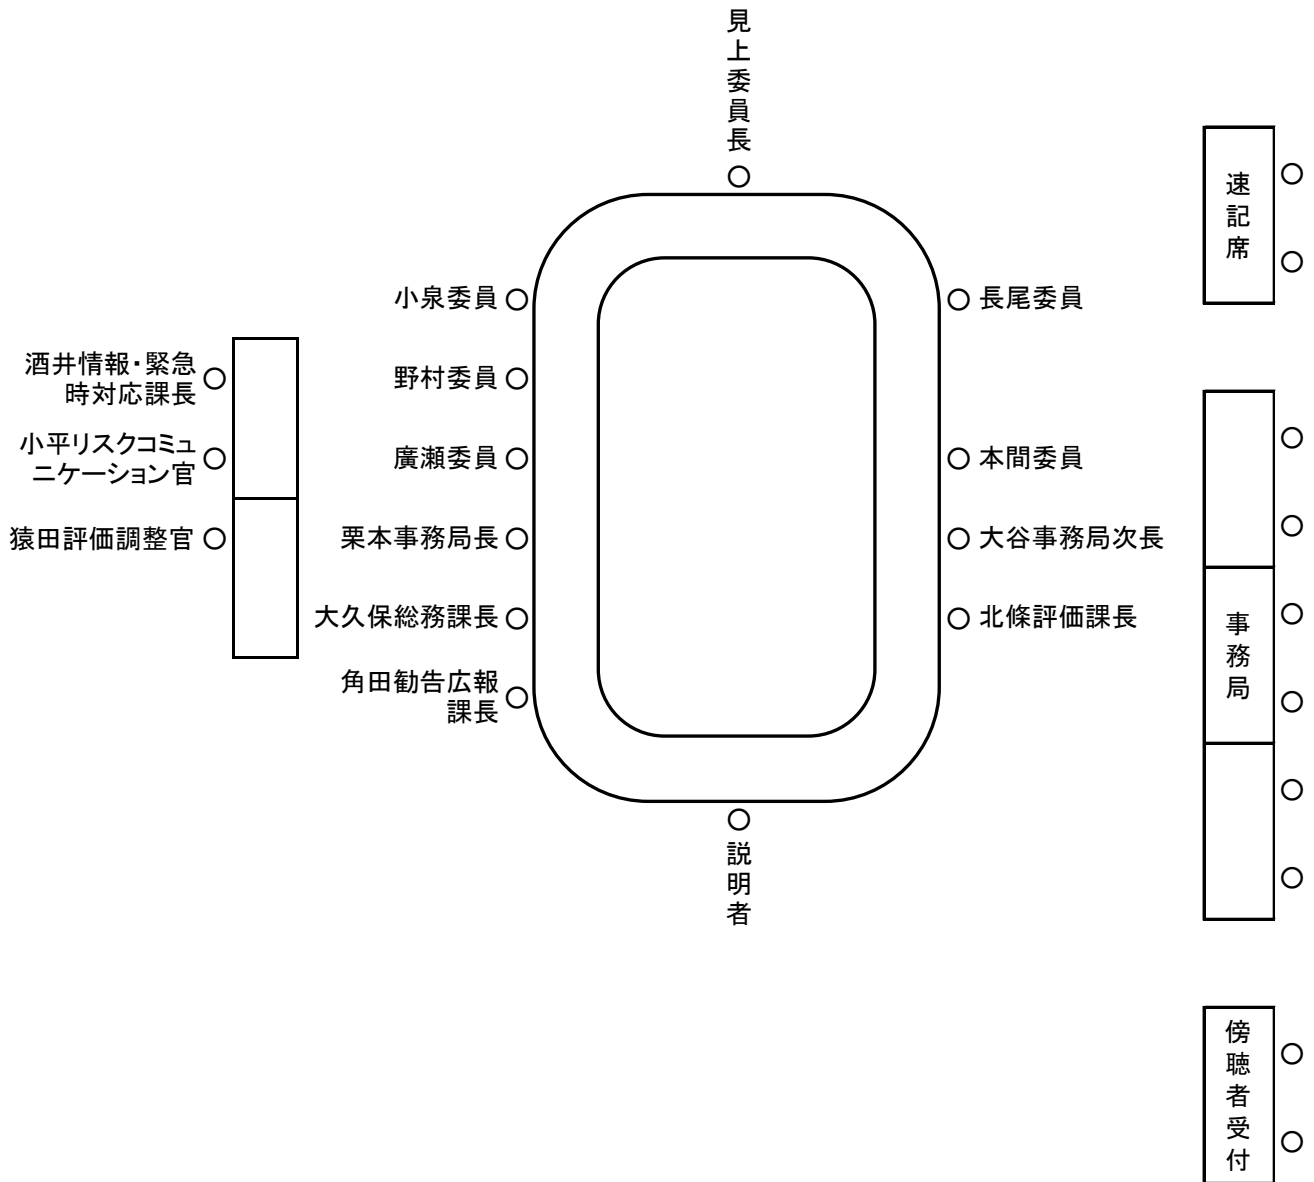 見上委員長
速記席
小泉委員
長尾委員
酒井情報・緊急
時対応課長
野村委員
小平リスクコミュ
ニケーション官
廣瀬委員
本間委員
猿田評価調整官
栗本事務局長
大谷事務局次長
大久保総務課長
北條評価課長
事務局
角田勧告広報
課長
説明者
傍聴者受付